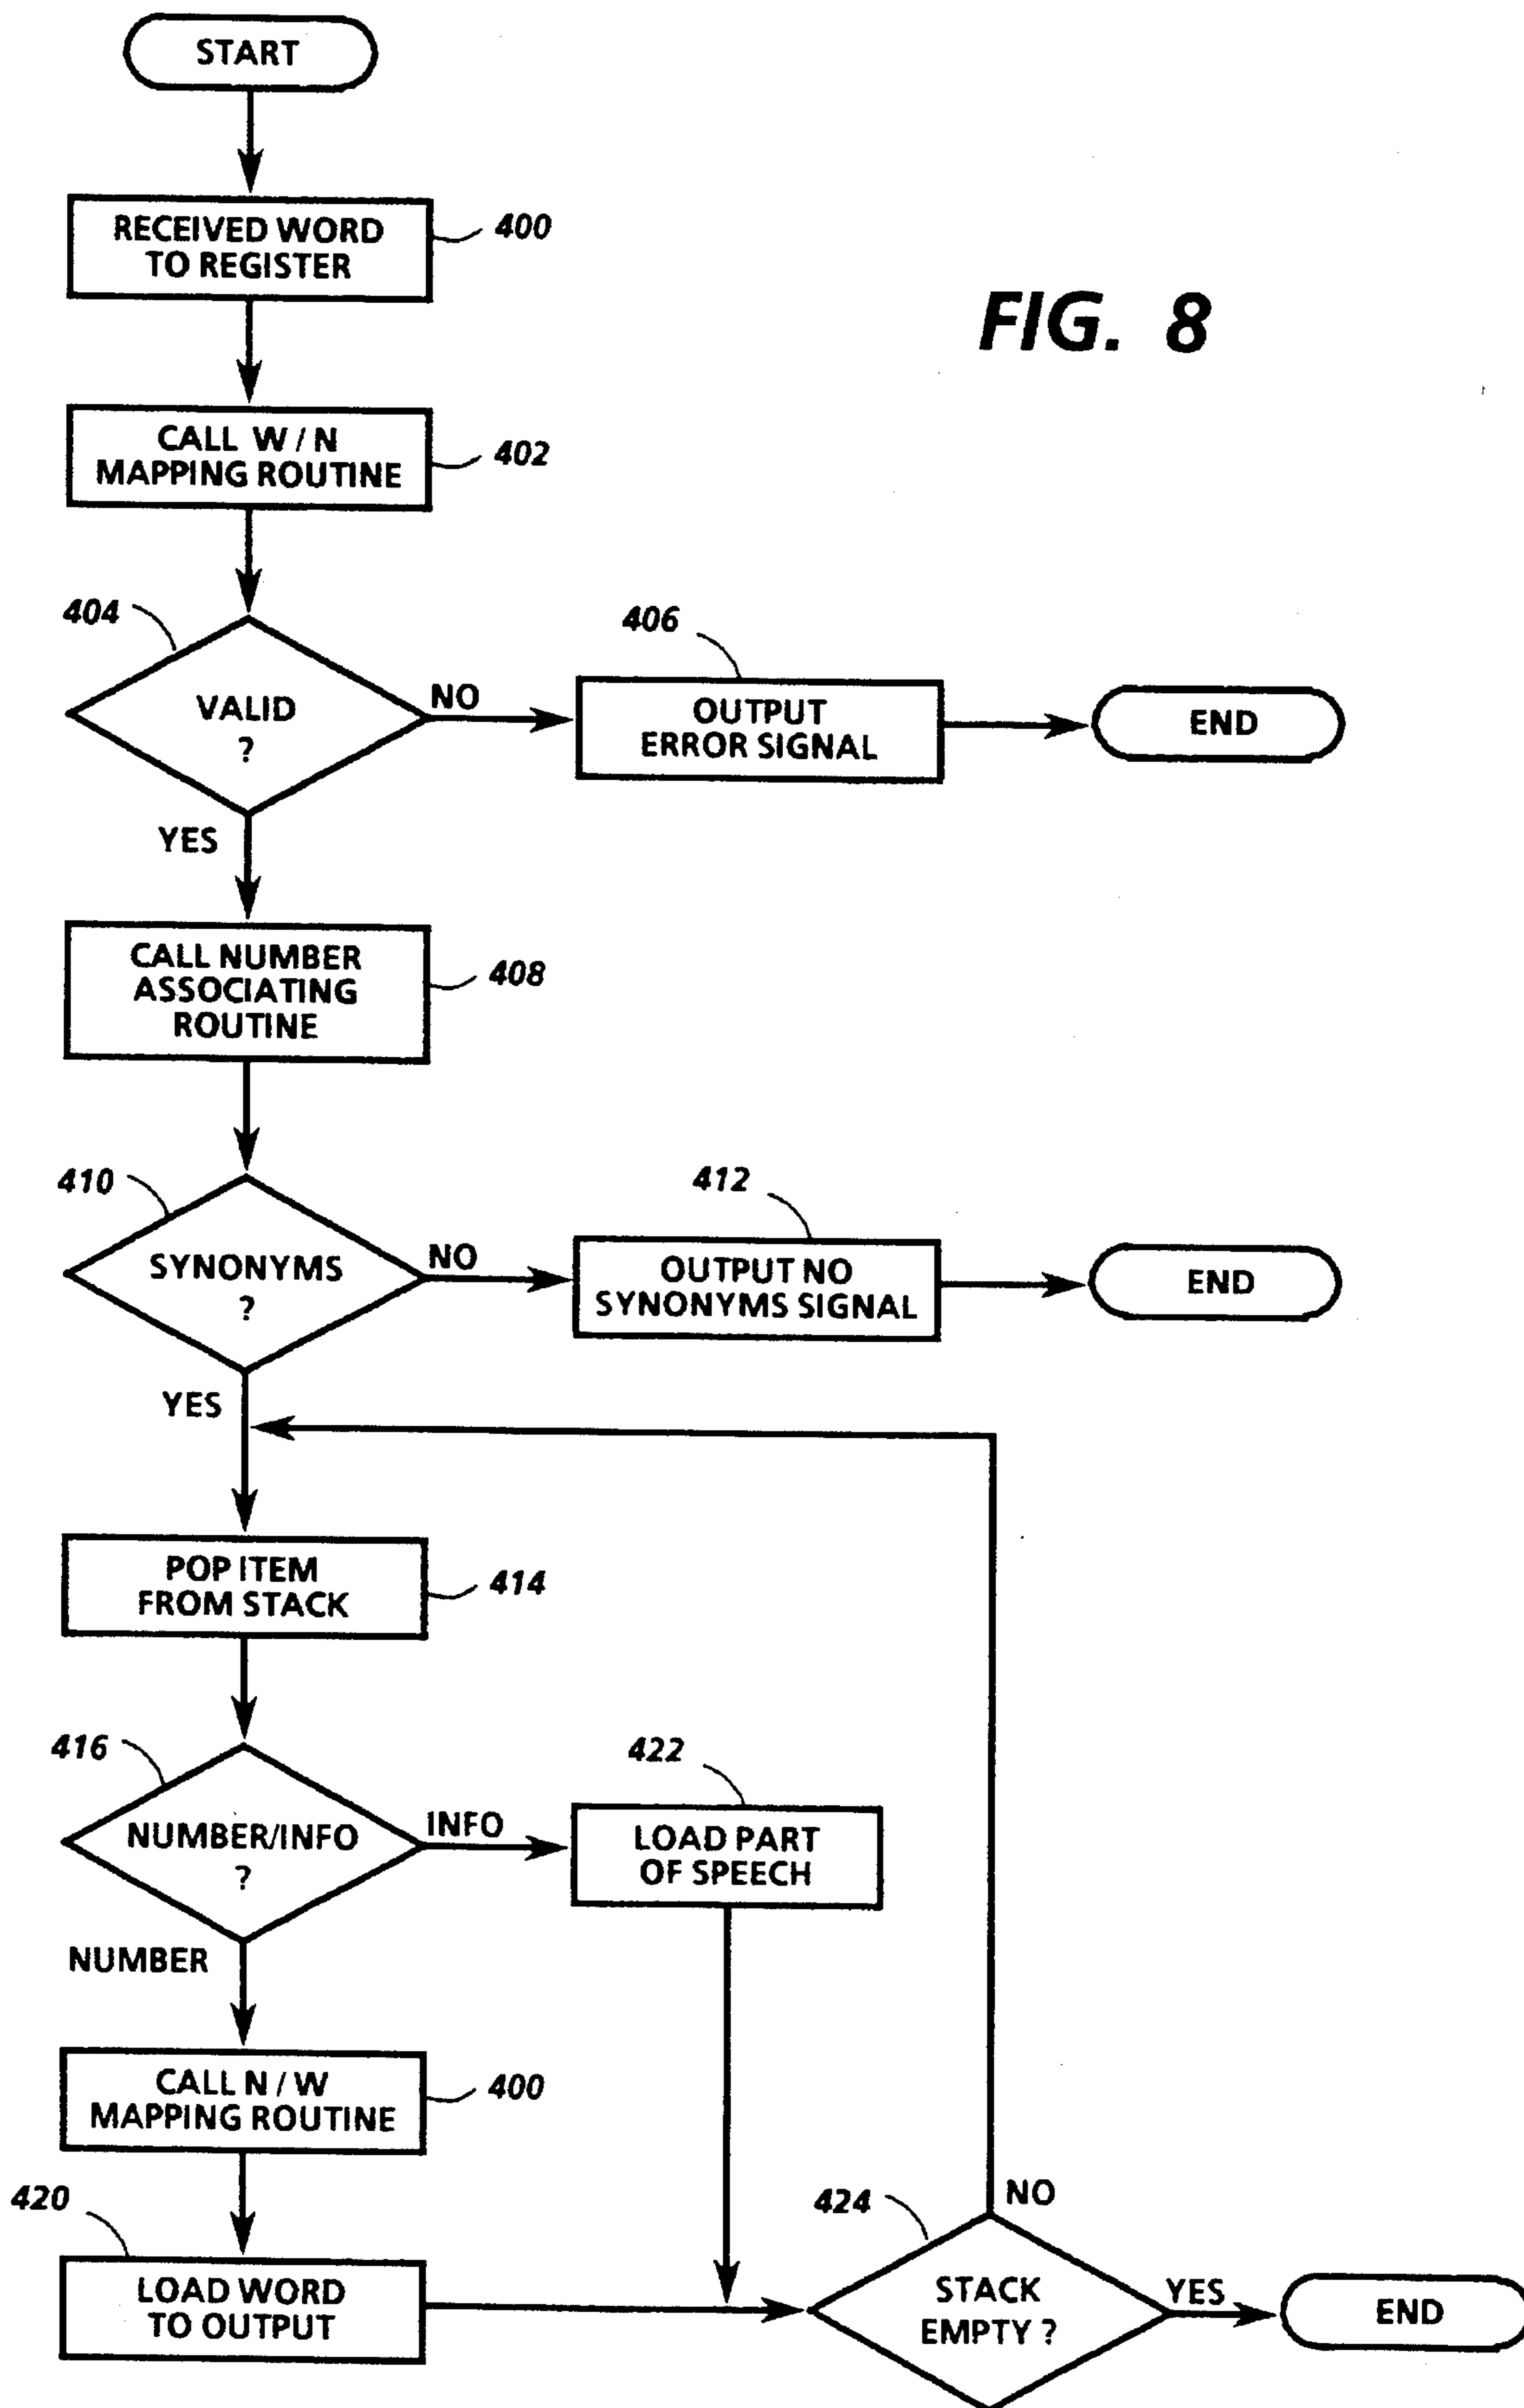 START
RECEIVED WORD
TO REGISTER
400
FIG. 8
CALL W / N
MAPPING ROUTINE
402
404
VALID
?
NO
406
OUTPUT
ERROR SIGNAL
END
YES
CALL NUMBER
ASSOCIATING
ROUTINE
408
410
SYNONYMS
?
NO
412
OUTPUT NO
SYNONYMS SIGNAL
END
YES
POP ITEM
FROM STACK
414
416
NUMBER/INFO
?
INFO
422
LOAD PART
OF SPEECH
NUMBER
CALL N / W
MAPPING ROUTINE
400
420
LOAD WORD
TO OUTPUT
424
NO
STACK
EMPTY ?
YES
END